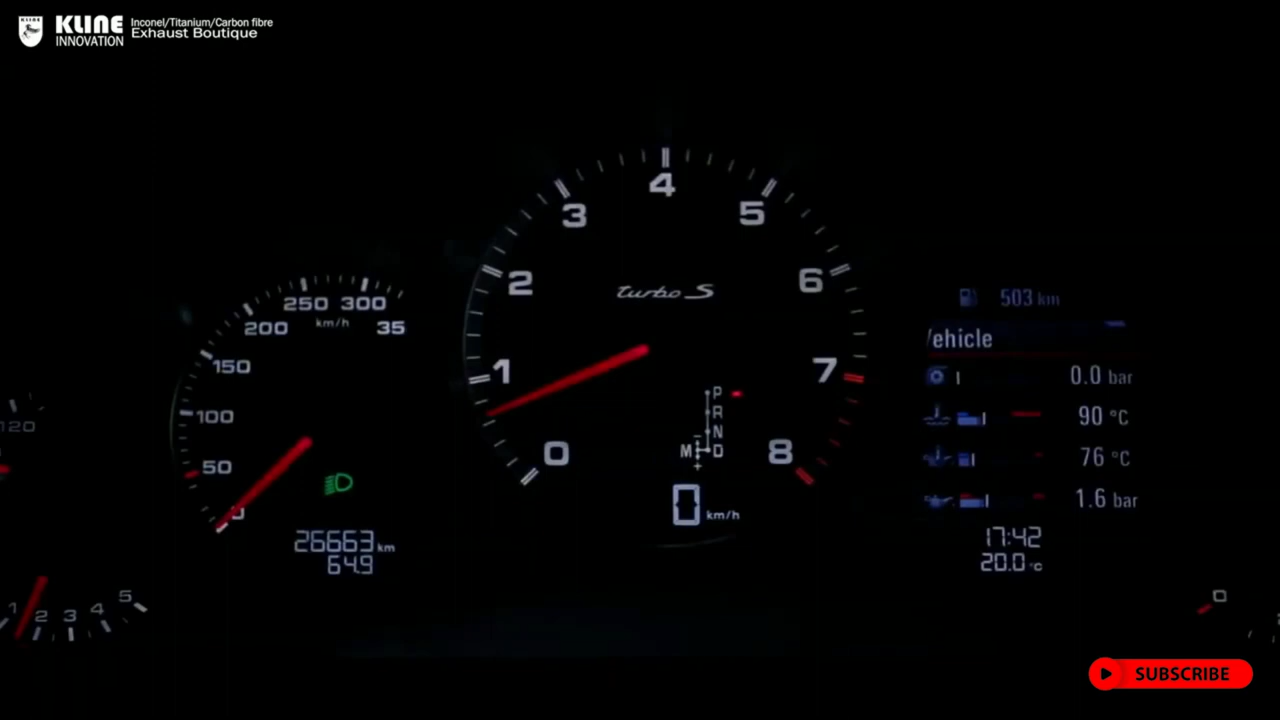 KLINE
INNOVATION
Inconel/Titanium/Carbon fibre
Exhaust Boutique
120
1 2 3 4 5
0 50 100 150 200 250 300 35
km/h
26663 km
64.9
0 1 2 3 4 5 6 7 8
turbo S
P
R
N
M D
-
+
0 km/h
503 km
Vehicle
0.0 bar
90 °C
76 °C
1.6 bar
17:42
20.0 °C
0
SUBSCRIBE